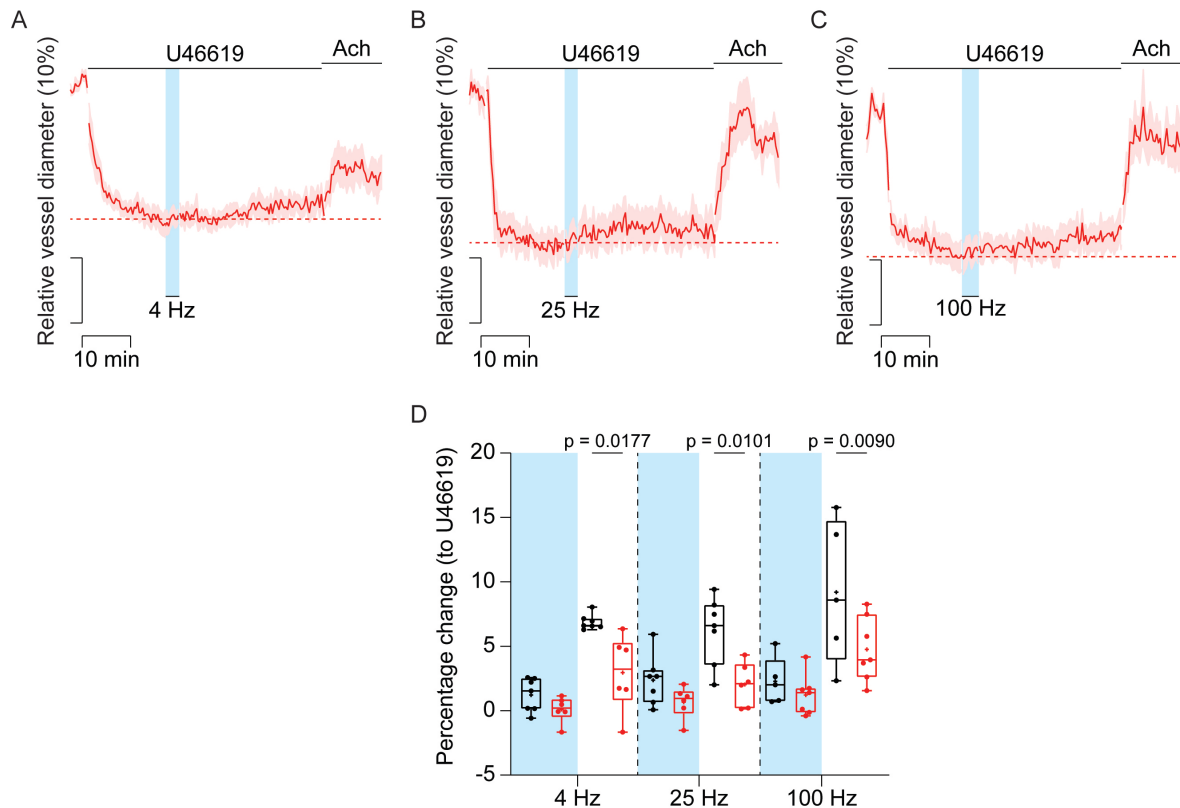 A
B
C
U46619
Ach
U46619
Ach
U46619
Ach
Relative vessel diameter (10%)
Relative vessel diameter (10%)
Relative vessel diameter (10%)
4 Hz
25 Hz
100 Hz
10 min
10 min
10 min
D
p = 0.0177
p = 0.0101
p = 0.0090
Percentage change (to U46619)
20
15
10
5
0
-5
4 Hz
25 Hz
100 Hz